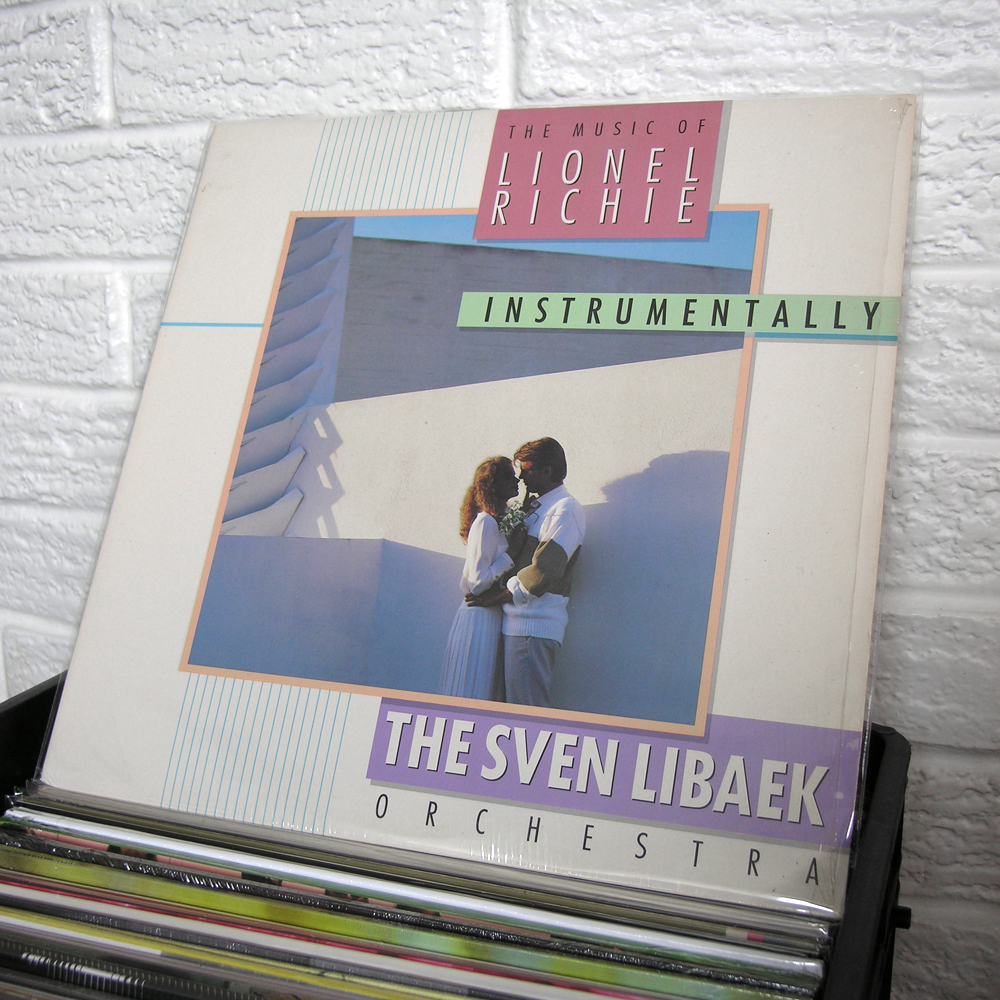 THE MUSIC OF
LIONEL
RICHIE
INSTRUMENTALLY
THE SVEN LIBAEK
ORCHESTRA